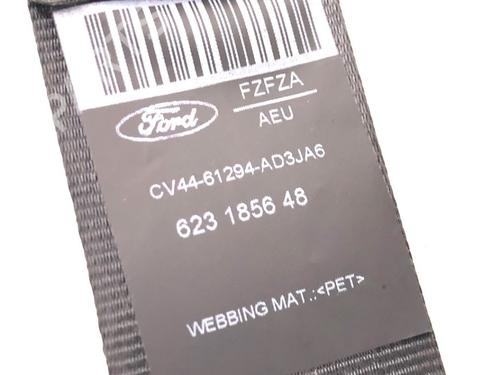 FZFZA
Ford
AEU
CV44-61294-AD3JA6
623 1856 48
WEBBING MAT.:<PET>